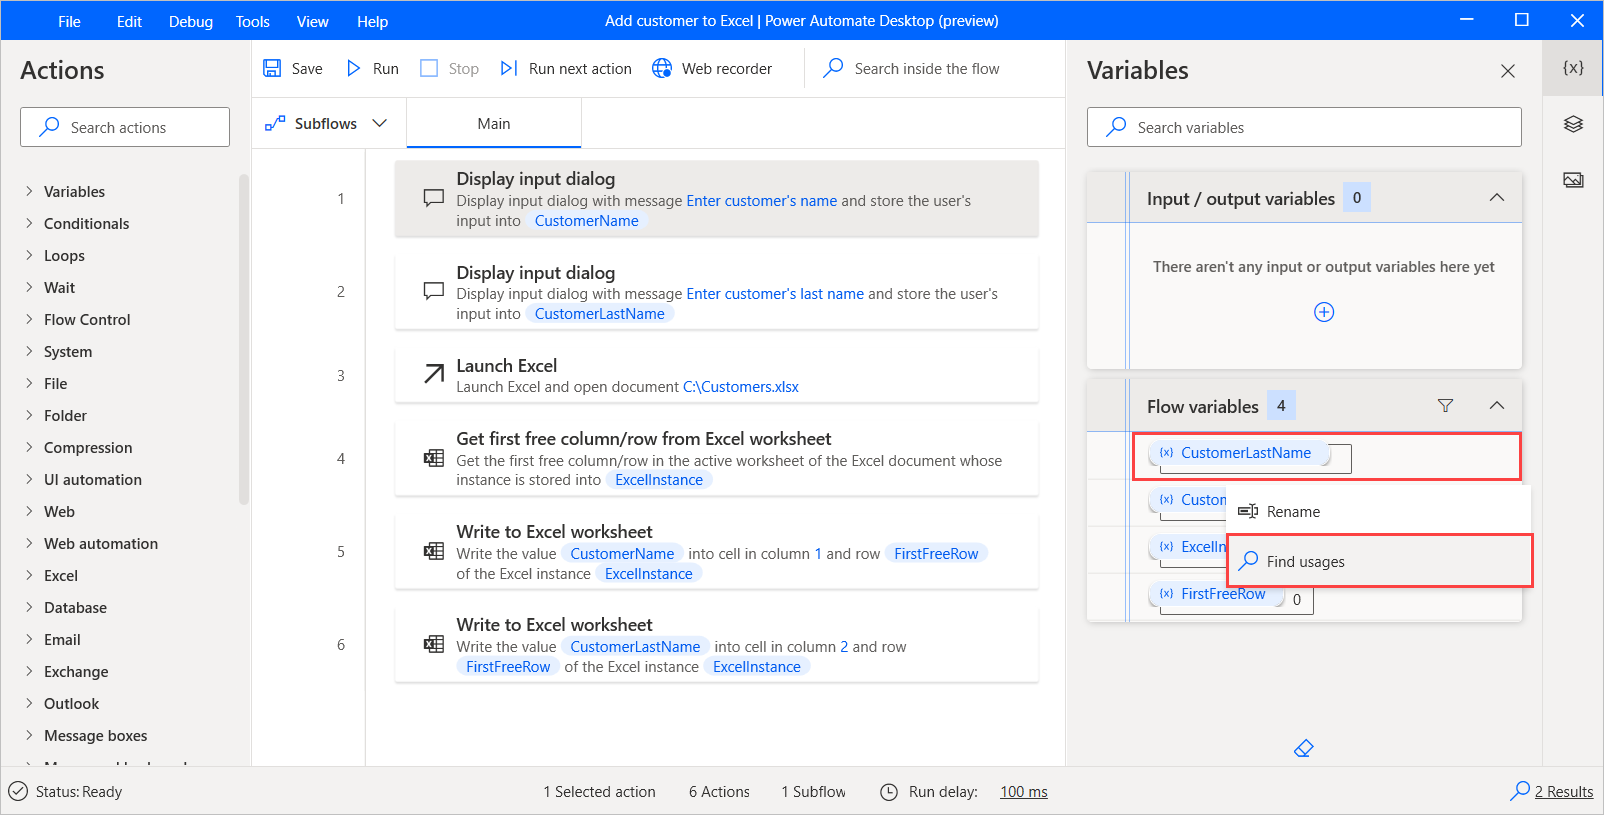 File Edit Debug Tools View Help
Add customer to Excel | Power Automate Desktop (preview)
Actions
Search actions
Variables
Conditionals
Loops
Wait
Flow Control
System
File
Folder
Compression
UI automation
Web
Web automation
Excel
Database
Email
Exchange
Outlook
Message boxes
Save Run Stop Run next action Web recorder Search inside the flow
Subflows Main
1
Display input dialog
Display input dialog with message Enter customer's name and store the user's
input into CustomerName
2
Display input dialog
Display input dialog with message Enter customer's last name and store the user's
input into CustomerLastName
3
Launch Excel
Launch Excel and open document C:\Customers.xlsx
4
Get first free column/row from Excel worksheet
Get the first free column/row in the active worksheet of the Excel document whose
instance is stored into ExcelInstance
5
Write to Excel worksheet
Write the value CustomerName into cell in column 1 and row FirstFreeRow
of the Excel instance ExcelInstance
6
Write to Excel worksheet
Write the value CustomerLastName into cell in column 2 and row
FirstFreeRow of the Excel instance ExcelInstance
Variables
{x}
Search variables
Input / output variables 0
There aren't any input or output variables here yet
Flow variables 4
{x} CustomerLastName
{x} Custom
{x} ExcelIn
{x} FirstFreeRow 0
Rename
Find usages
Status: Ready
1 Selected action 6 Actions 1 Subflow Run delay: 100 ms
2 Results